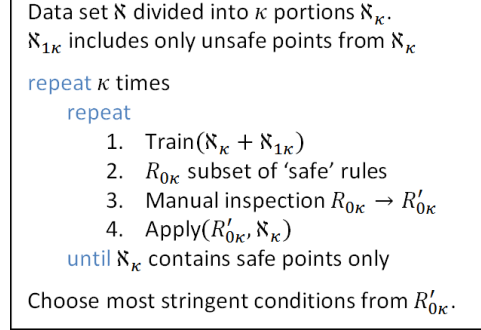 Data set ℵ divided into κ portions ℵκ.
ℵ1κ includes only unsafe points from ℵκ
repeat κ times
repeat
1. Train(ℵκ + ℵ1κ)
2. R0κ subset of ‘safe’ rules
3. Manual inspection R0κ → R′0κ
4. Apply(R′0κ, ℵκ)
until ℵκ contains safe points only
Choose most stringent conditions from R′0κ.